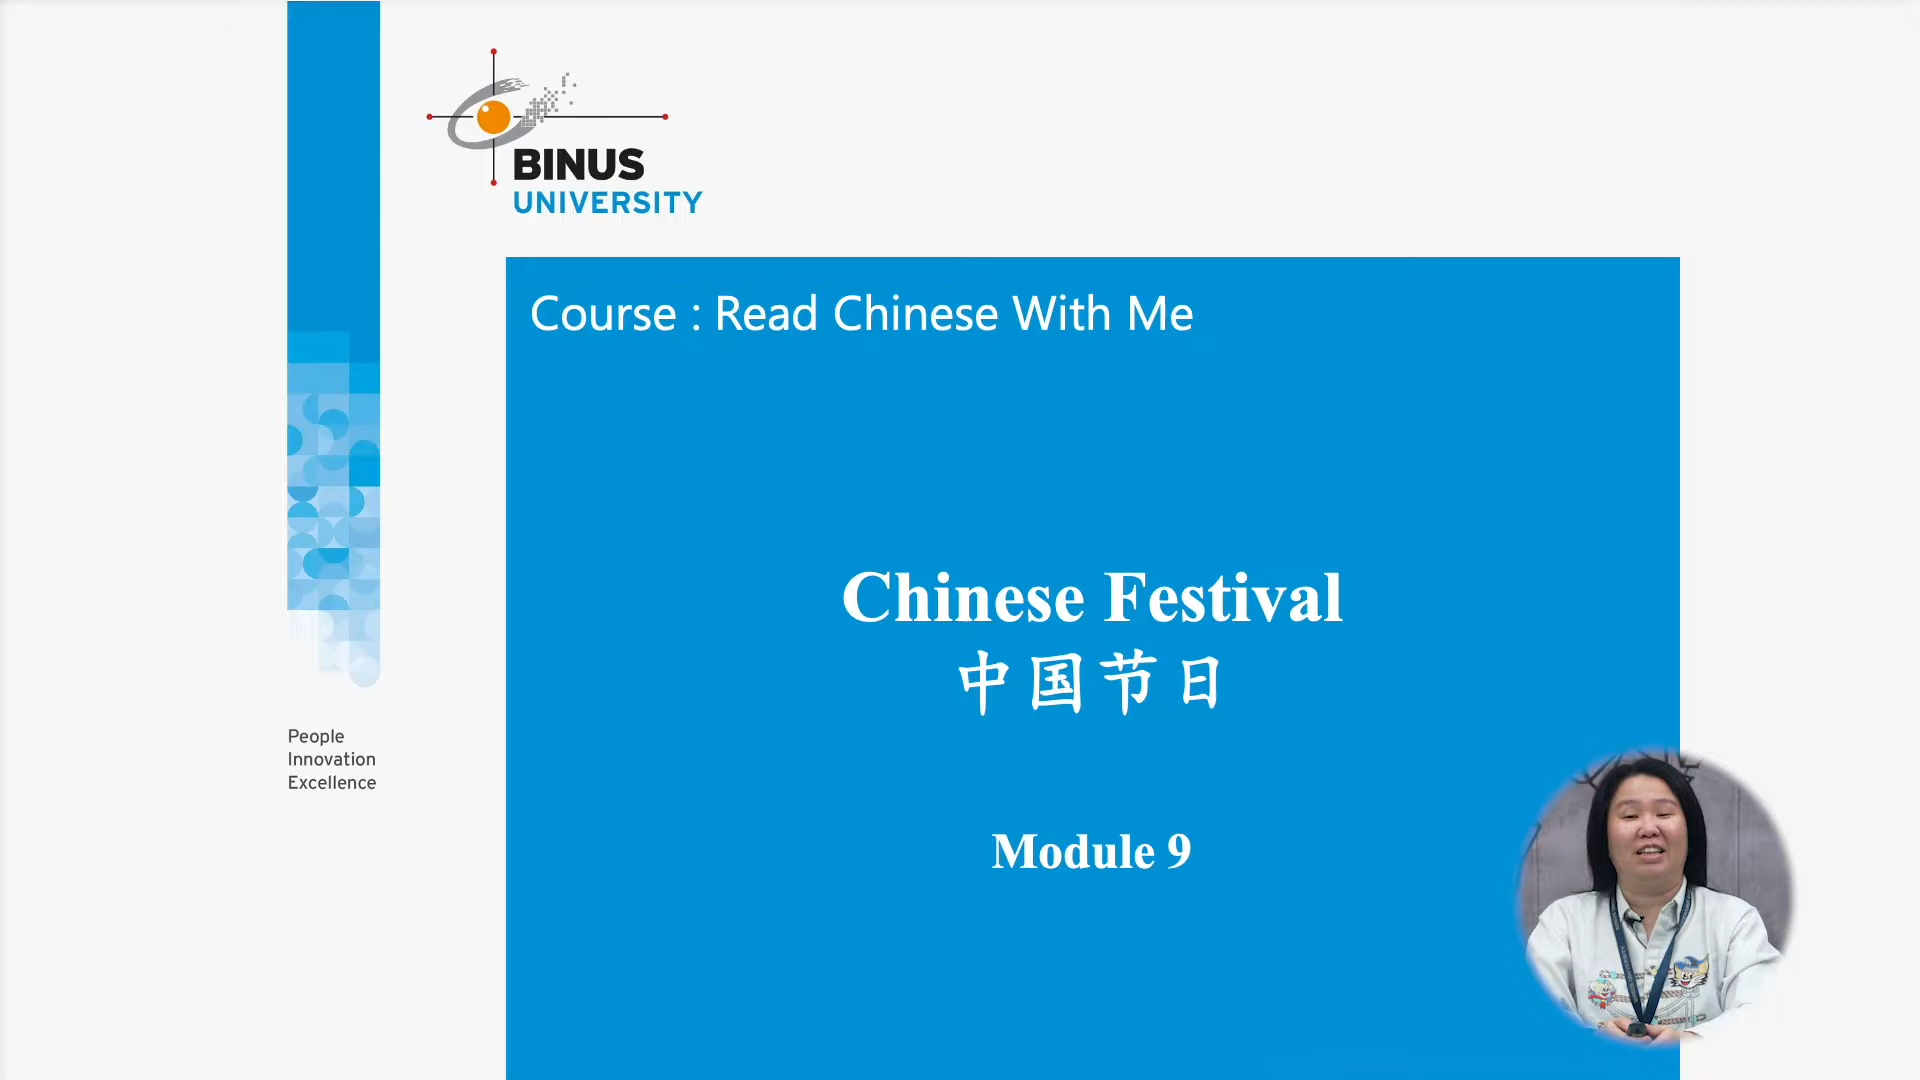 BINUS
UNIVERSITY
Course : Read Chinese With Me
Chinese Festival
中国节日
Module 9
People
Innovation
Excellence